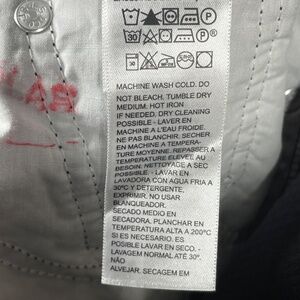 MACHINE WASH COLD. DO
NOT BLEACH. TUMBLE DRY
MEDIUM. HOT IRON
IF NEEDED. DRY CLEANING
POSSIBLE - LAVER EN
MACHINE A L'EAU FROIDE.
NE PAS BLANCHIR. SECHER
EN MACHINE A TEMPERA-
TURE MOYENNE. REPASSER A
TEMPERATURE ELEVEE AU
BESOIN. NETTOYAGE A SEC
POSSIBLE. - LAVAR EN
LAVADORA CON AGUA FRIA A
30ºC Y DETERGENTE.
EXPRIMIR. NO USAR
BLANQUEADOR.
SECADO MEDIO EN
SECADORA. PLANCHAR EN
TEMPERATURA ALTA A 200ºC
SI ES NECESARIO. ES
POSIBLE LAVAR EN SECO. -
LAVAGEM NORMAL ATÉ 30º.
NÃO
ALVEJAR. SECAGEM EM